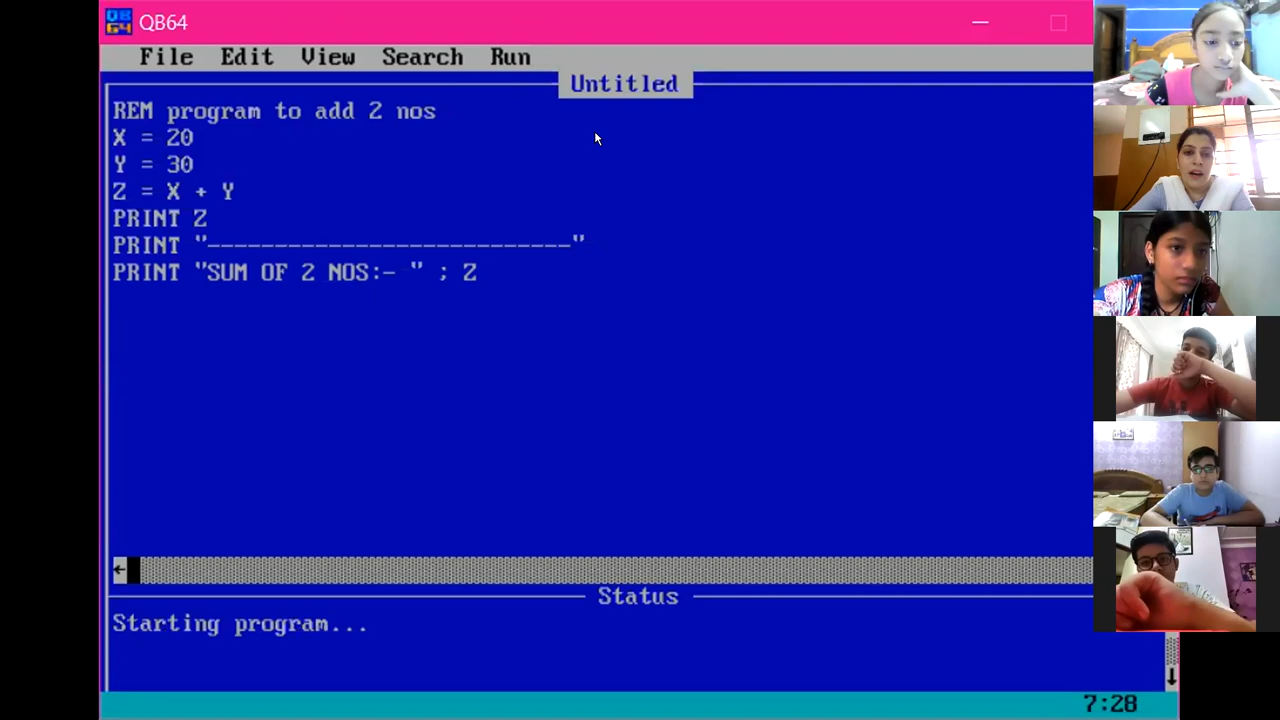 QB64
File Edit View Search Run
Untitled
REM program to add 2 nos
X = 20
Y = 30
Z = X + Y
PRINT Z
PRINT "---------------------------"
PRINT "SUM OF 2 NOS:- " ; Z
Status
Starting program...
7:28